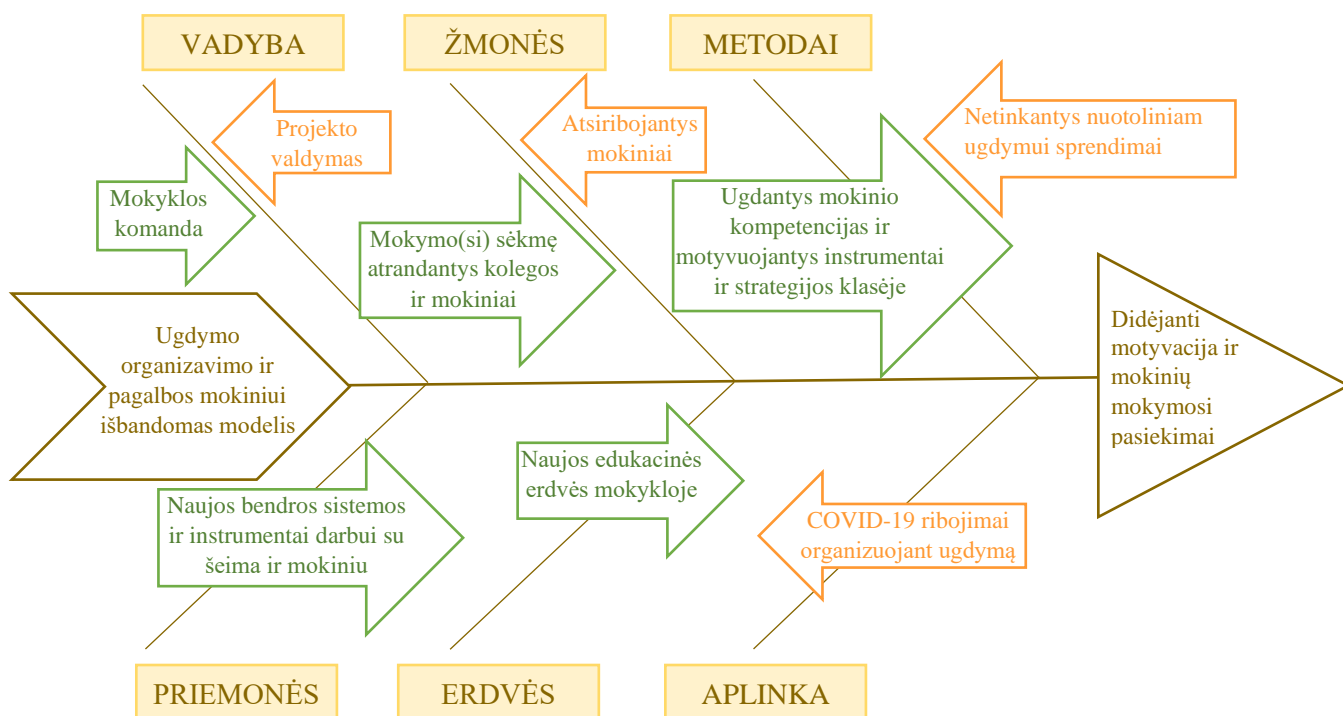 VADYBA
ŽMONĖS
METODAI
Projekto
valdymas
Atsiribojantys
mokiniai
Netinkantys nuotoliniam
ugdymui sprendimai
Mokyklos
komanda
Mokymo(si) sėkmę
atrandantys kolegos
ir mokiniai
Ugdantys mokinio
kompetencijas ir
motyvuojantys instrumentai
ir strategijos klasėje
Ugdymo
organizavimo ir
pagalbos mokiniui
išbandomas modelis
Didėjanti
motyvacija ir
mokinių
mokymosi
pasiekimai
Naujos bendros sistemos
ir instrumentai darbui su
šeima ir mokiniu
Naujos edukacinės
erdvės mokykloje
COVID-19 ribojimai
organizuojant ugdymą
PRIEMONĖS
ERDVĖS
APLINKA